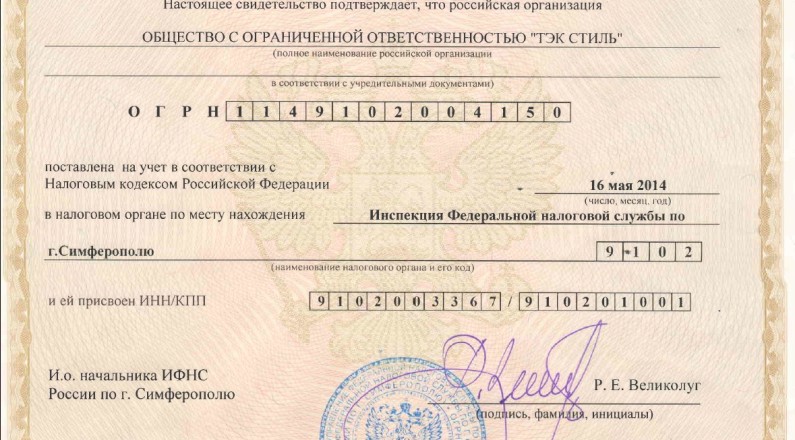 Настоящее свидетельство подтверждает, что российская организация
ОБЩЕСТВО С ОГРАНИЧЕННОЙ ОТВЕТСТВЕННОСТЬЮ "ТЭК СТИЛЬ"
(полное наименование российской организации
в соответствии с учредительными документами)
О Г Р Н 1 1 4 9 1 0 2 0 0 4 1 5 0
поставлена на учет в соответствии с
Налоговым кодексом Российской Федерации 16 мая 2014
(число, месяц, год)
в налоговом органе по месту нахождения Инспекция Федеральной налоговой службы по
г.Симферополю 9 1 0 2
(наименование налогового органа и его код)
и ей присвоен ИНН/КПП 9 1 0 2 0 0 3 3 6 7 / 9 1 0 2 0 1 0 0 1
И.о. начальника ИФНС
России по г. Симферополю Р. Е. Великолуг
(подпись, фамилия, инициалы)